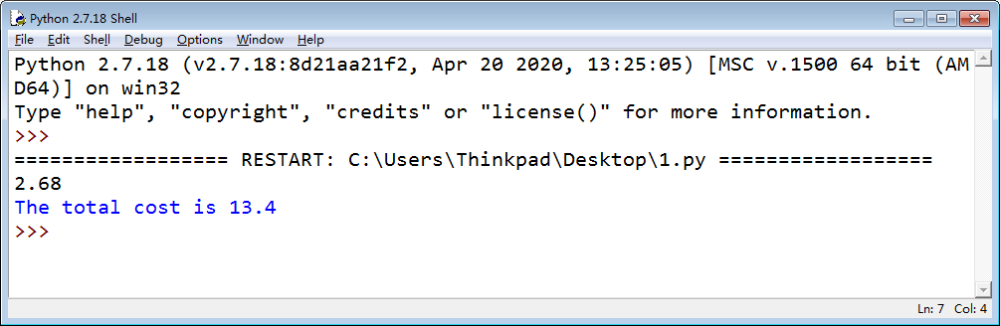 Python 2.7.18 Shell
File Edit Shell Debug Options Window Help
Python 2.7.18 (v2.7.18:8d21aa21f2, Apr 20 2020, 13:25:05) [MSC v.1500 64 bit (AM
D64)] on win32
Type "help", "copyright", "credits" or "license()" for more information.
>>>
================== RESTART: C:\Users\Thinkpad\Desktop\1.py ==================
2.68
The total cost is 13.4
>>>
Ln: 7 Col: 4